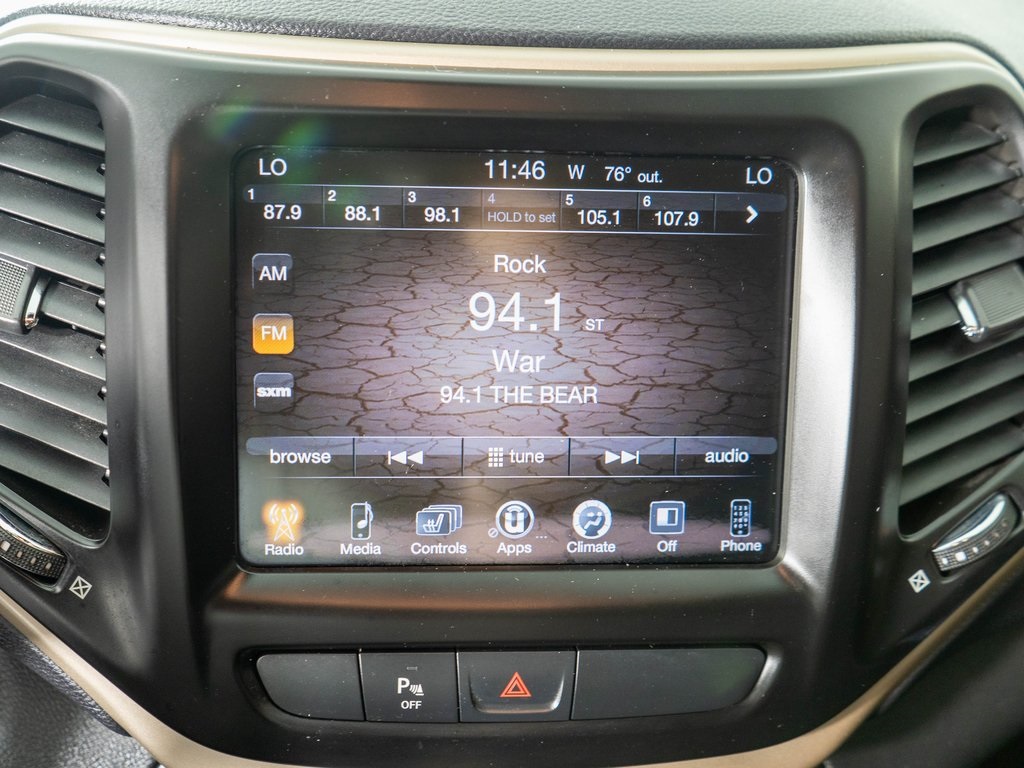 LO 11:46 W 76° out. LO
1 87.9 2 88.1 3 98.1 4 HOLD to set 5 105.1 6 107.9
AM
Rock
94.1 ST
FM
War
sxm
94.1 THE BEAR
browse tune audio
Radio Media Controls Apps ... Climate Off Phone
P OFF